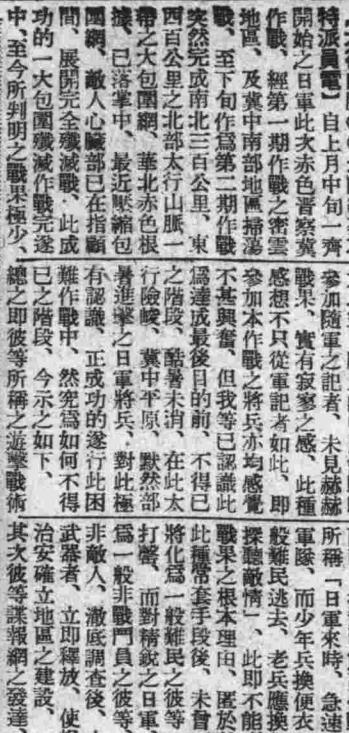 特派員電】自上月中旬一齊
開始之日軍此次赤色晋察冀
作戰、經第一期作戰之密雲
地區、及冀中南部地區掃蕩
戰、至下旬作爲第二期作戰
突然完成南北三百公里、東
西四百公里之北部太行山脈一
帶之大包圍網、華北赤色根
據、已落掌中、最近壓縮包
圍網、敵人心臟部已在指顧
間、展開完全殲滅戰、此成
功的一大包圍殲滅作戰完遂
中、至今所判明之戰果極少、
參加隨軍之記者、未見赫赫
戰果、實有寂寥之感、此種
感想不只從軍記者如此、即
參加本作戰之將兵亦均感覺
不甚興奮、但我等已認識此
爲達成最後目的前、不得已
之階段、酷暑未消、在此太
行險峻、冀中平原、默然部
署進擊之日軍將兵、對此極
有認識、正成功的遂行此困
難作戰中、然究爲如何不得
已之階段、今示之如下、
總之即彼等所稱之遊擊戰術
所稱「日軍來時、急速
軍隊、而少年兵換便衣
般難民逃去、老兵應換
探聽敵情」、此即不能
戰果之根本理由、匿於
此種常套手段後、未曾
將化爲一般難民之彼等
打鑿、而對精銳之日軍、
爲一般非戰鬥員之彼等、
非敵人、澈底調查後、
武器者、立即釋放、使
治安確立地區之建設、
其次彼等諜報網之發達、